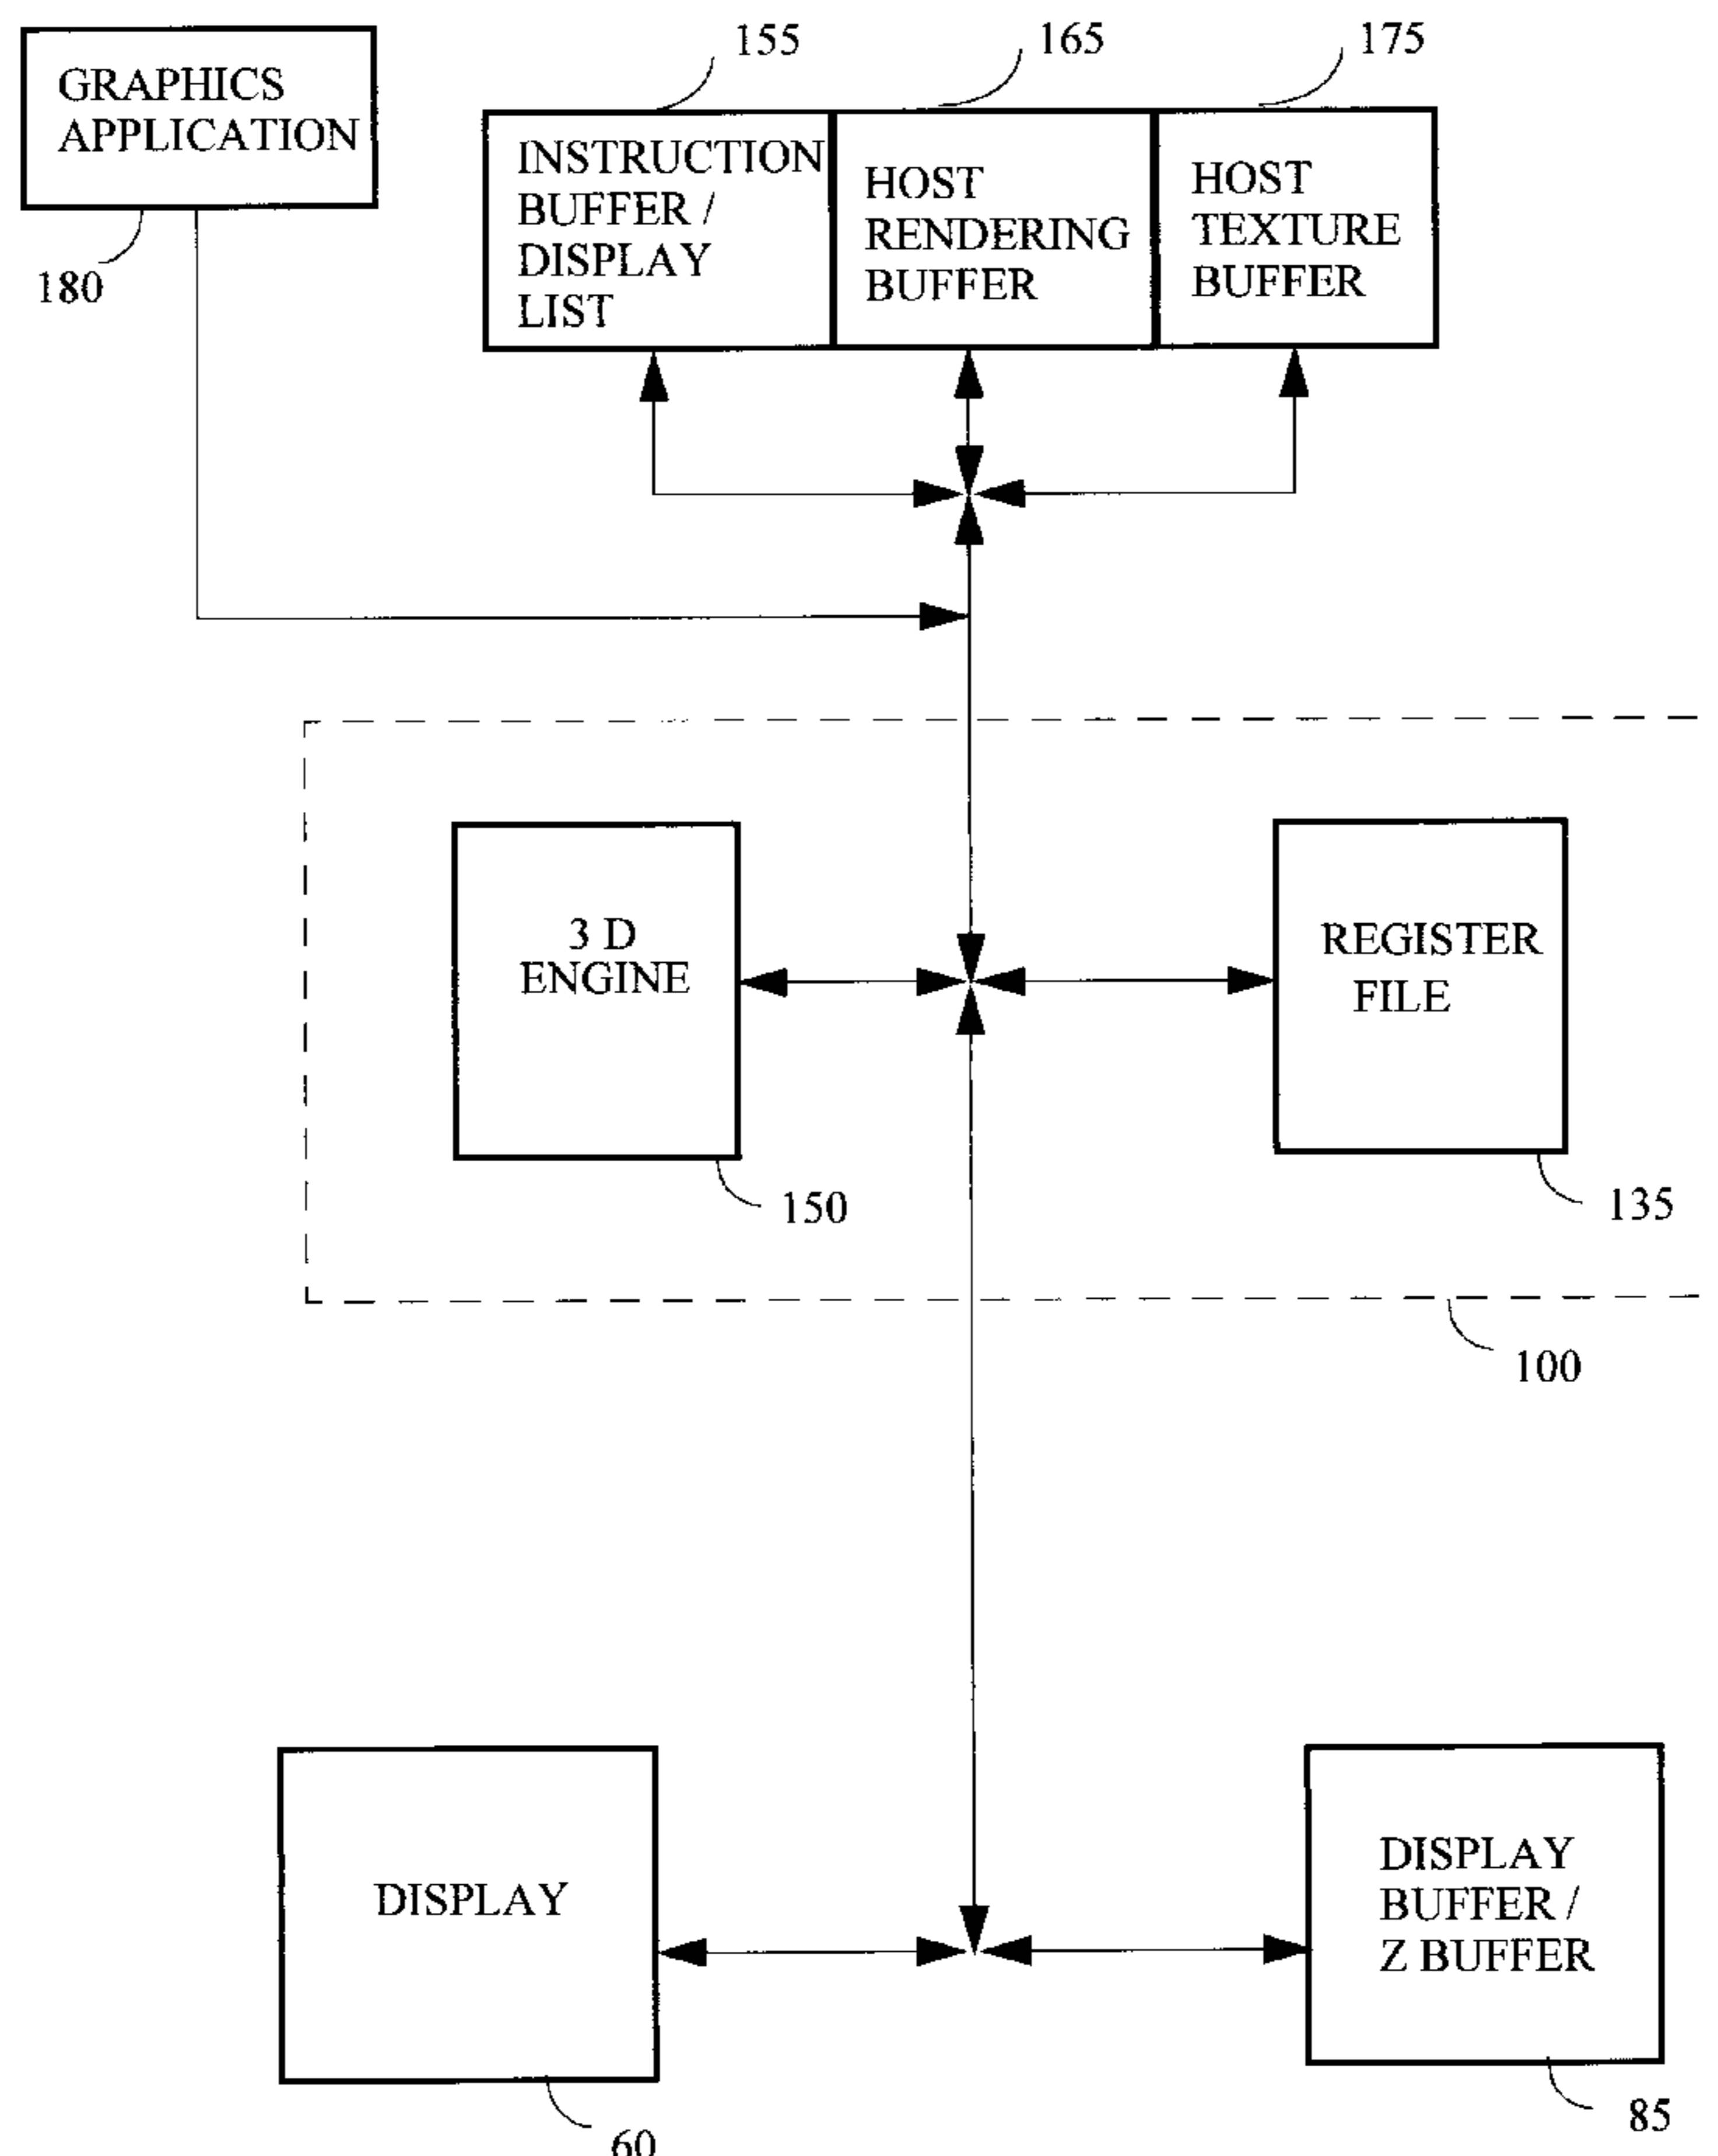 155
165
175
GRAPHICS
APPLICATION
180
INSTRUCTION
BUFFER /
DISPLAY
LIST
HOST
RENDERING
BUFFER
HOST
TEXTURE
BUFFER
3 D
ENGINE
150
REGISTER
FILE
135
100
DISPLAY
60
DISPLAY
BUFFER /
Z BUFFER
85